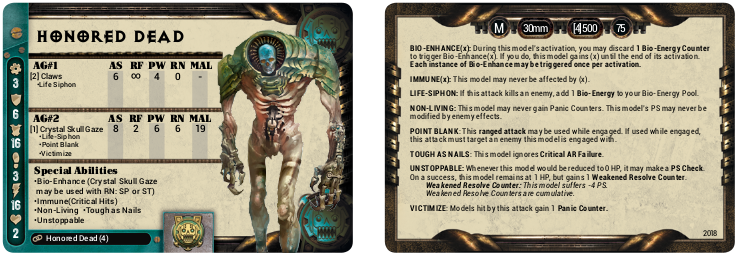 HONORED DEAD
AG#1 AS RF PW RN MAL
[2] Claws 6 ∞ 4 0 -
•Life Siphon
AG#2 AS RF PW RN MAL
[1] Crystal Skull Gaze 8 2 6 6 19
•Life-Siphon
•Point Blank
•Victimize
Special Abilities
•Bio-Enhance (Crystal Skull Gaze
may be used with RN: SP or ST)
•Immune(Critical Hits)
•Non-Living •Tough as Nails
•Unstoppable
3
6
16
3
16
2
Honored Dead (4)
M 30mm [4]500 75
BIO-ENHANCE(x): During this model's activation, you may discard 1 Bio-Energy Counter
to trigger Bio-Enhance(x). If you do, this model gains (x) until the end of its activation.
Each instance of Bio-Enhance may be triggered once per activation.
IMMUNE(x): This model may never be affected by (x).
LIFE-SIPHON: If this attack kills an enemy, add 1 Bio-Energy to your Bio-Energy Pool.
NON-LIVING: This model may never gain Panic Counters. This model's PS may never be
modified by enemy effects.
POINT BLANK: This ranged attack may be used while engaged. If used while engaged,
this attack must target an enemy this model is engaged with.
TOUGH AS NAILS: This model ignores Critical AR Failure.
UNSTOPPABLE: Whenever this model would be reduced to 0 HP, it may make a PS Check.
On a success, this model remains at 1 HP, but gains 1 Weakened Resolve Counter.
Weakened Resolve Counter: This model suffers -4 PS.
Weakened Resolve Counters are cumulative.
VICTIMIZE: Models hit by this attack gain 1 Panic Counter.
2018